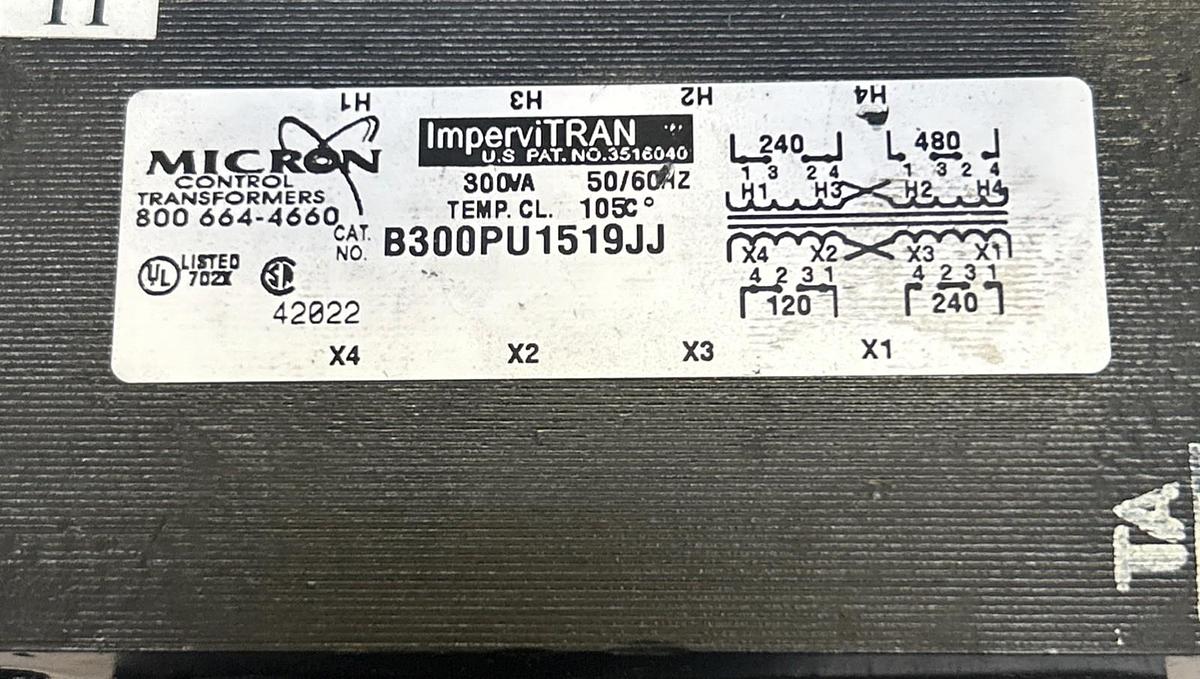 H1 H3 H2 H4
MICRON
CONTROL
TRANSFORMERS
800 664-4660
ImperviTRAN
U.S PAT. NO.3516040
300VA 50/60HZ
TEMP. CL. 105C°
CAT.
NO. B300PU1519JJ
UL LISTED
702X
SA
42022
240 480
1 3 2 4 1 3 2 4
H1 H3 H2 H4
X4 X2 X3 X1
4 2 3 1 4 2 3 1
120 240
X4 X2 X3 X1
TA